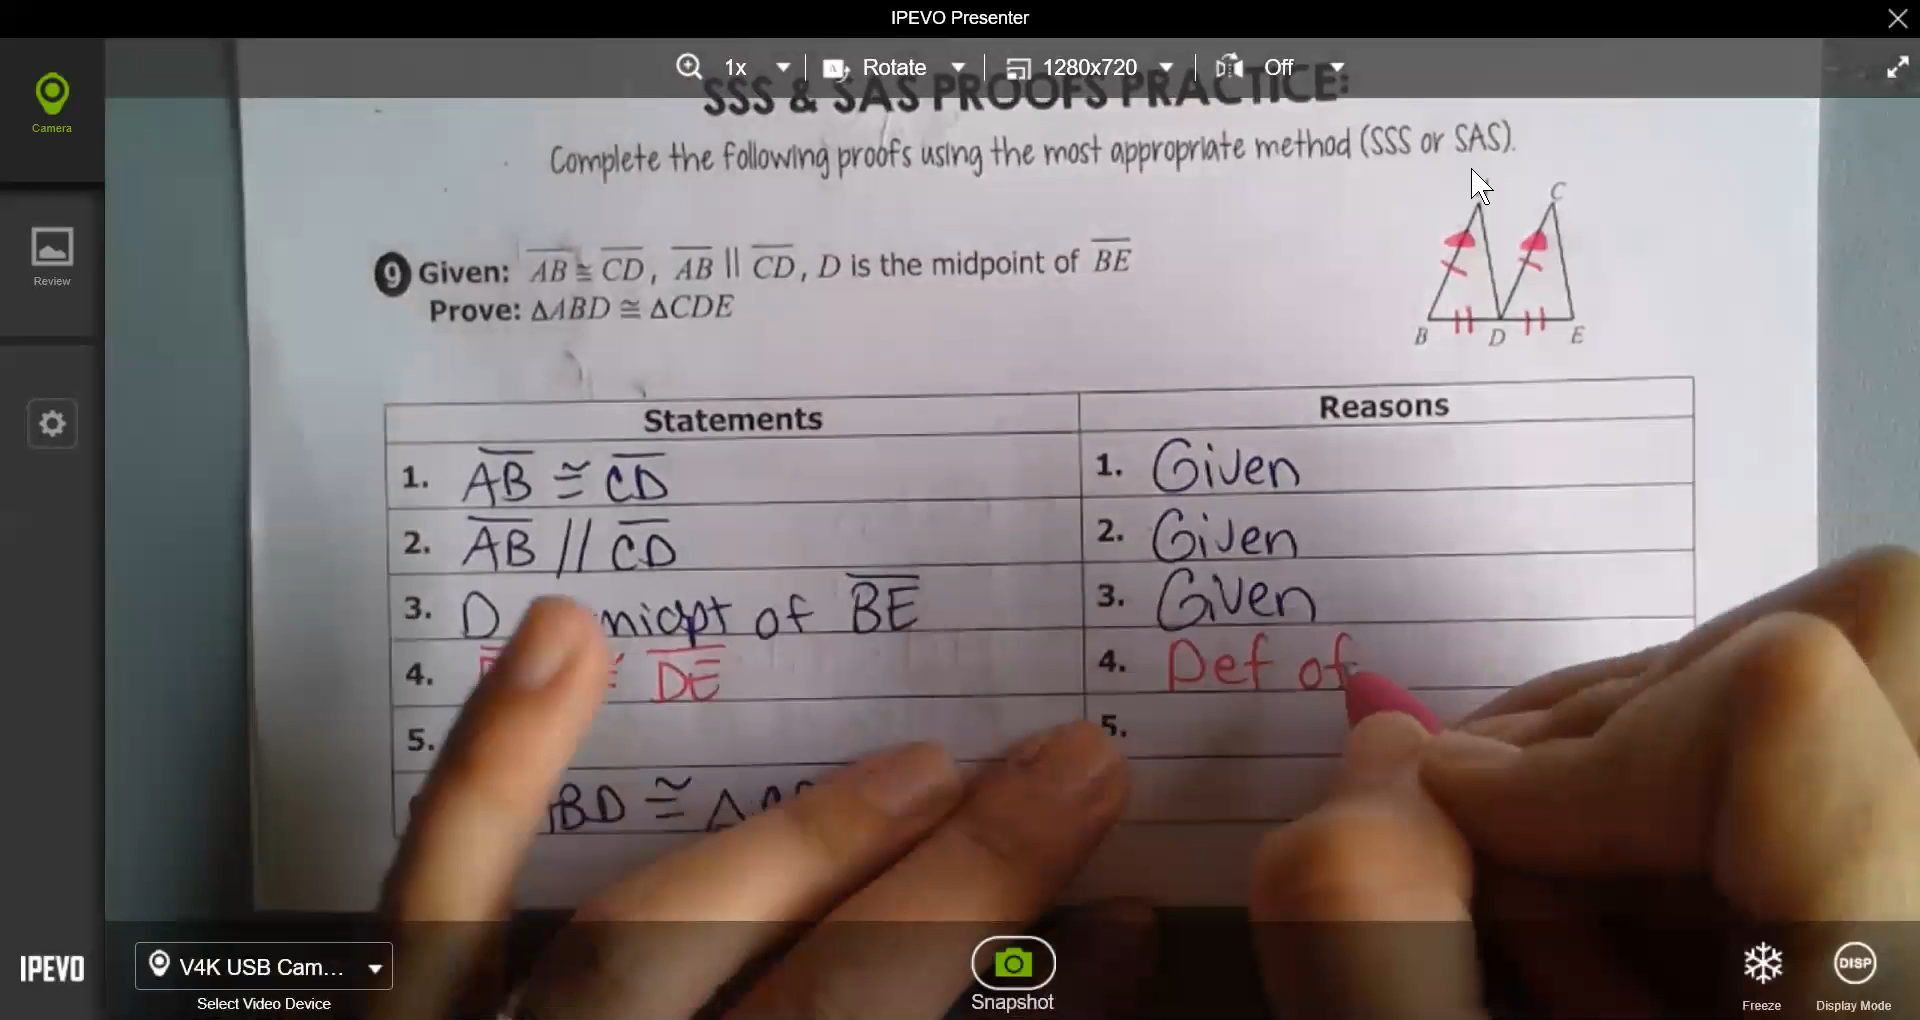 IPEVO Presenter
1x Rotate 1280x720 Off
Camera
SSS & SAS PROOFS PRACTICE:
Complete the following proofs using the most appropriate method (SSS or SAS).
Review
C
9 Given: AB ≅ CD, AB || CD, D is the midpoint of BE
Prove: ΔABD ≅ ΔCDE
B D E
Statements Reasons
1. AB ≅ CD 1. Given
2. AB // CD 2. Given
3. D midpt of BE 3. Given
4. ≅ DE 4. Def of
5. 5.
BD ≅ Δ
IPEVO
V4K USB Cam...
Select Video Device
Snapshot
Freeze
DISP
Display Mode